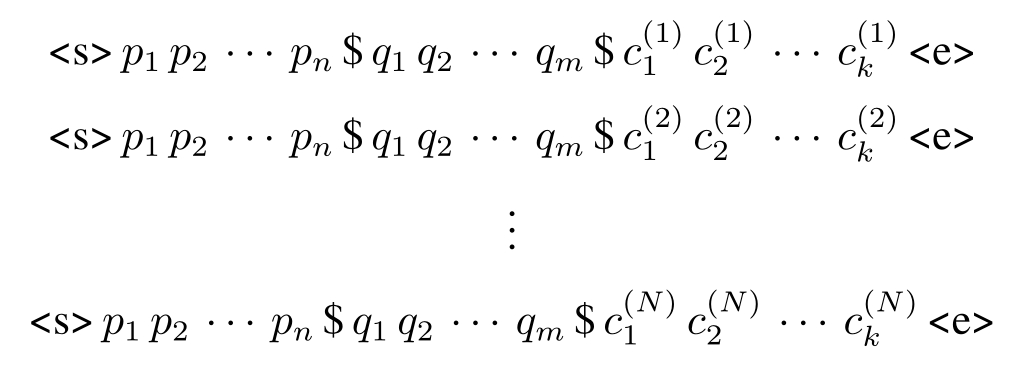 <s> p₁ p₂ ⋯ pₙ $ q₁ q₂ ⋯ qₘ $ c₁⁽¹⁾ c₂⁽¹⁾ ⋯ cₖ⁽¹⁾ <e>
<s> p₁ p₂ ⋯ pₙ $ q₁ q₂ ⋯ qₘ $ c₁⁽²⁾ c₂⁽²⁾ ⋯ cₖ⁽²⁾ <e>
⋮
<s> p₁ p₂ ⋯ pₙ $ q₁ q₂ ⋯ qₘ $ c₁⁽ᴺ⁾ c₂⁽ᴺ⁾ ⋯ cₖ⁽ᴺ⁾ <e>